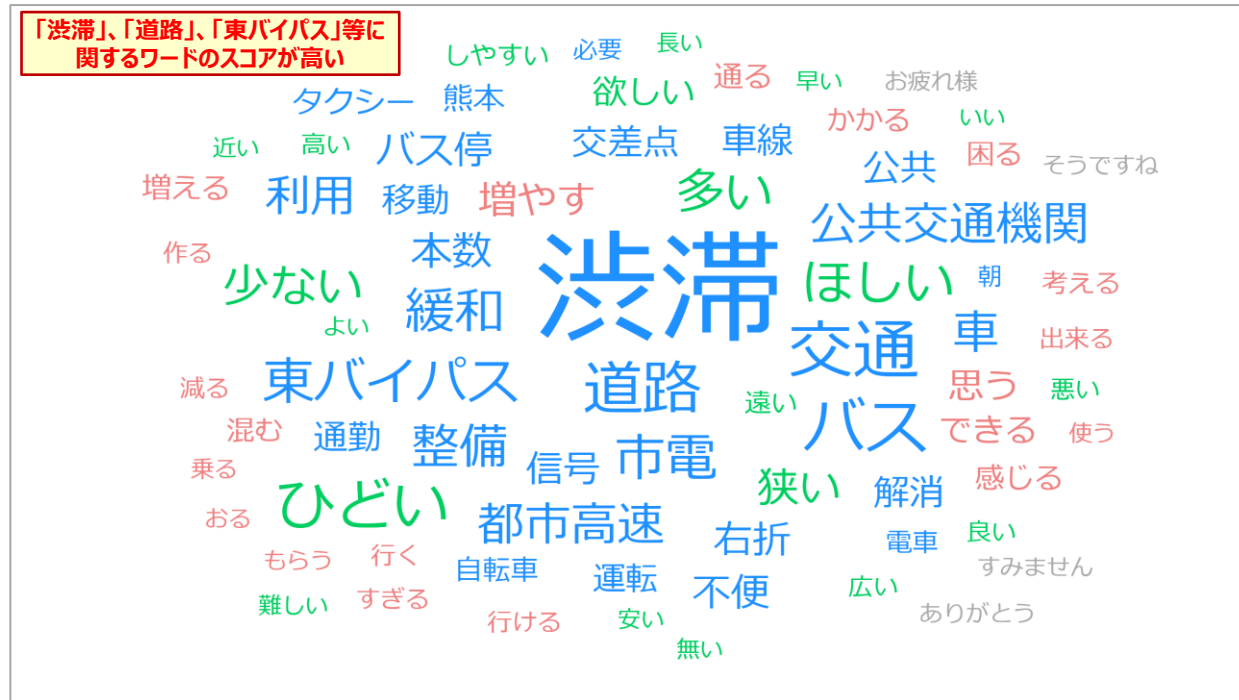 「渋滞」、「道路」、「東バイパス」等に
関するワードのスコアが高い
しやすい 必要 長い
タクシー 熊本 欲しい 通る 早い お疲れ様
近い 高い バス停 交差点 車線 かかる いい
増える 利用 移動 増やす 多い 公共 困る そうですね
作る 本数 渋滞 公共交通機関
少ない 緩和 ほしい 朝 考える
よい 交通 車 出来る
減る 東バイパス 道路 遠い 思う 悪い
混む 通勤 整備 信号 市電 バス できる 使う
乗る ひどい 狭い 解消 感じる
おる 都市高速 右折 電車 良い
もらう 行く 自転車 運転 不便 広い すみません
難しい すぎる 行ける 安い ありがとう
無い